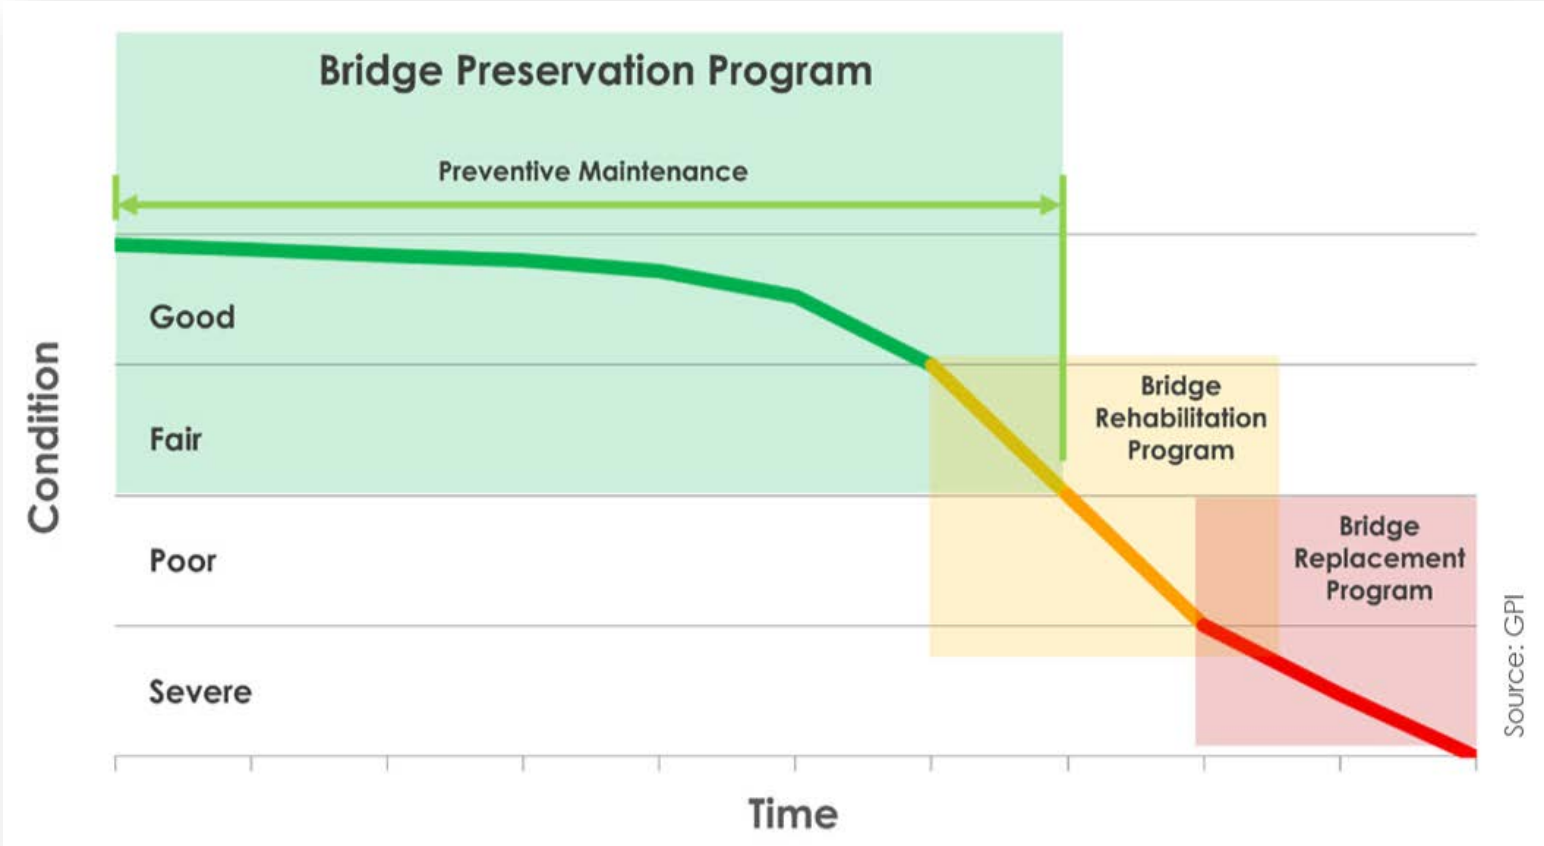 Bridge Preservation Program
Preventive Maintenance
Good
Fair
Poor
Severe
Condition
Bridge
Rehabilitation
Program
Bridge
Replacement
Program
Source: GPI
Time